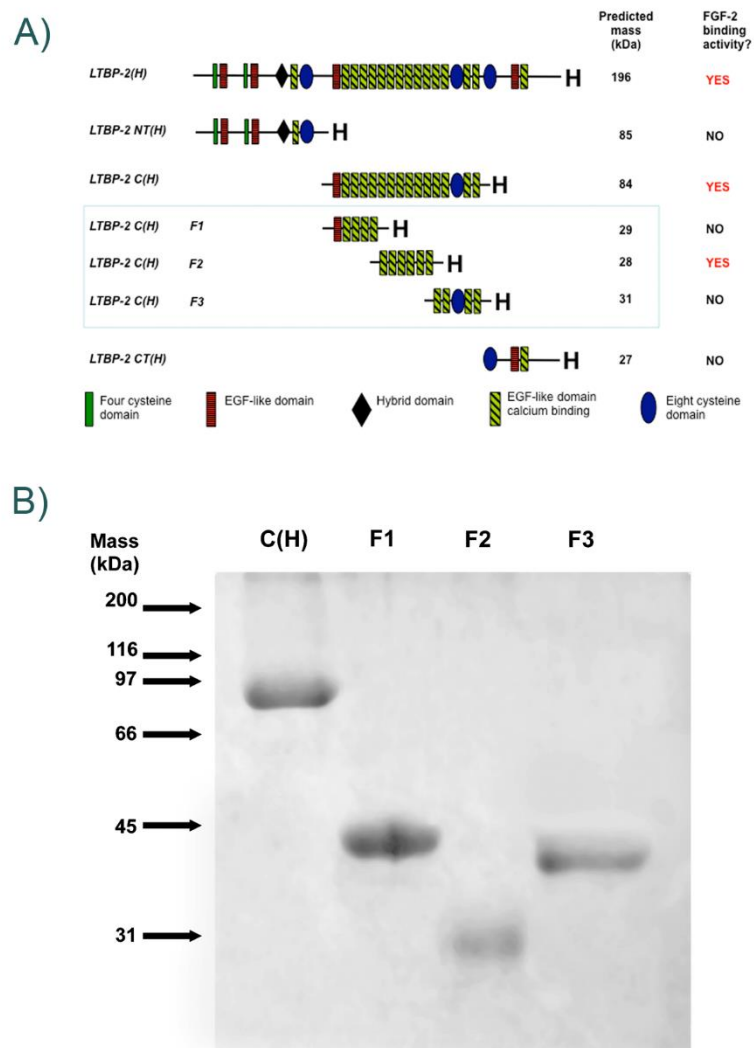 A)
Predicted mass (kDa)
FGF-2 binding activity?
LTBP-2(H) H 196 YES
LTBP-2 NT(H) H 85 NO
LTBP-2 C(H) H 84 YES
LTBP-2 C(H) F1 H 29 NO
LTBP-2 C(H) F2 H 28 YES
LTBP-2 C(H) F3 H 31 NO
LTBP-2 CT(H) H 27 NO
Four cysteine domain
EGF-like domain
Hybrid domain
EGF-like domain calcium binding
Eight cysteine domain
B)
Mass (kDa)
C(H) F1 F2 F3
200
116
97
66
45
31